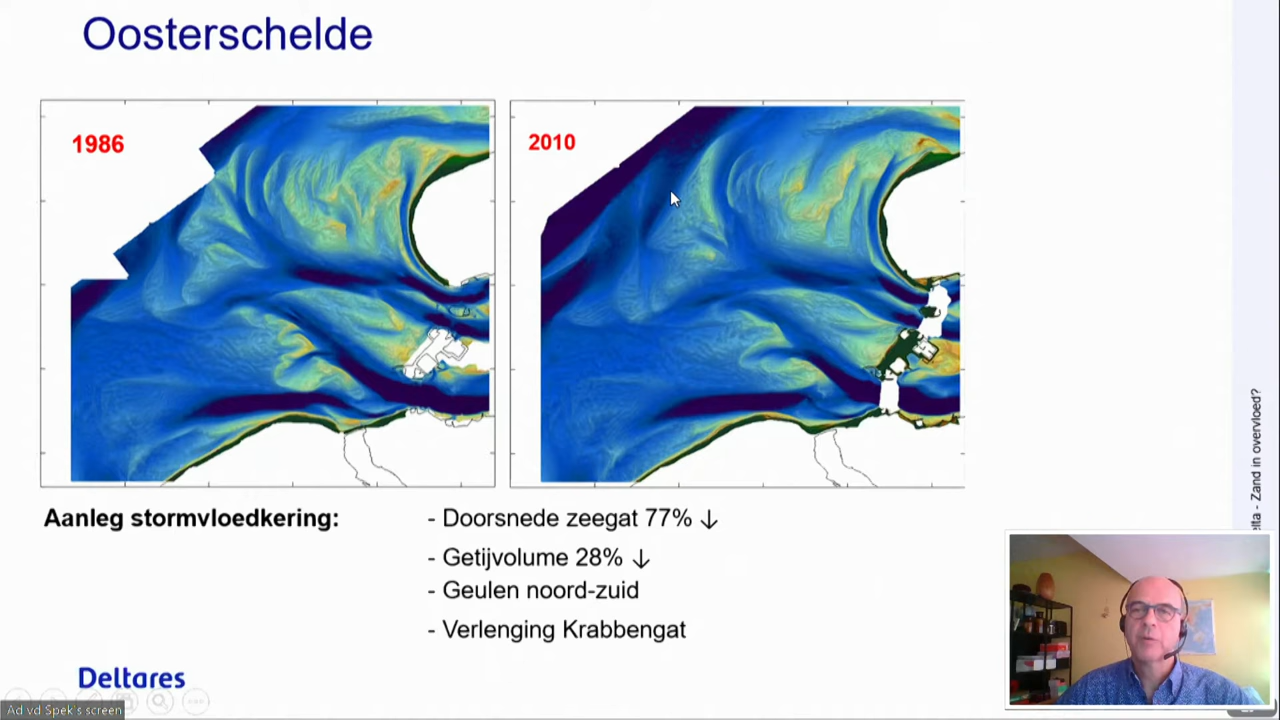 Oosterschelde
1986
2010
Aanleg stormvloedkering:
- Doorsnede zeegat 77% ↓
- Getijvolume 28% ↓
- Geulen noord-zuid
- Verlenging Krabbengat
elta - Zand in overvloed?
Deltares
Ad vd Spek's screen